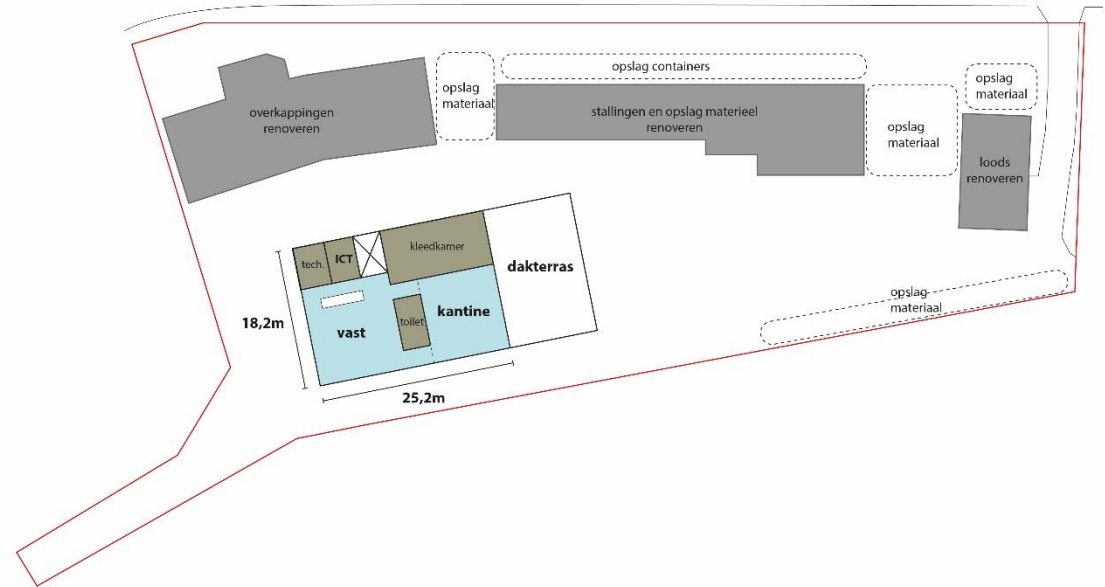 opslag containers
opslag
materiaal
opslag
materiaal
overkappingen
renoveren
stallingen en opslag materieel
renoveren
opslag
materiaal
loods
renoveren
tech.
ICT
kleedkamer
dakterras
opslag
materiaal
18,2m
vast
toilet
kantine
25,2m